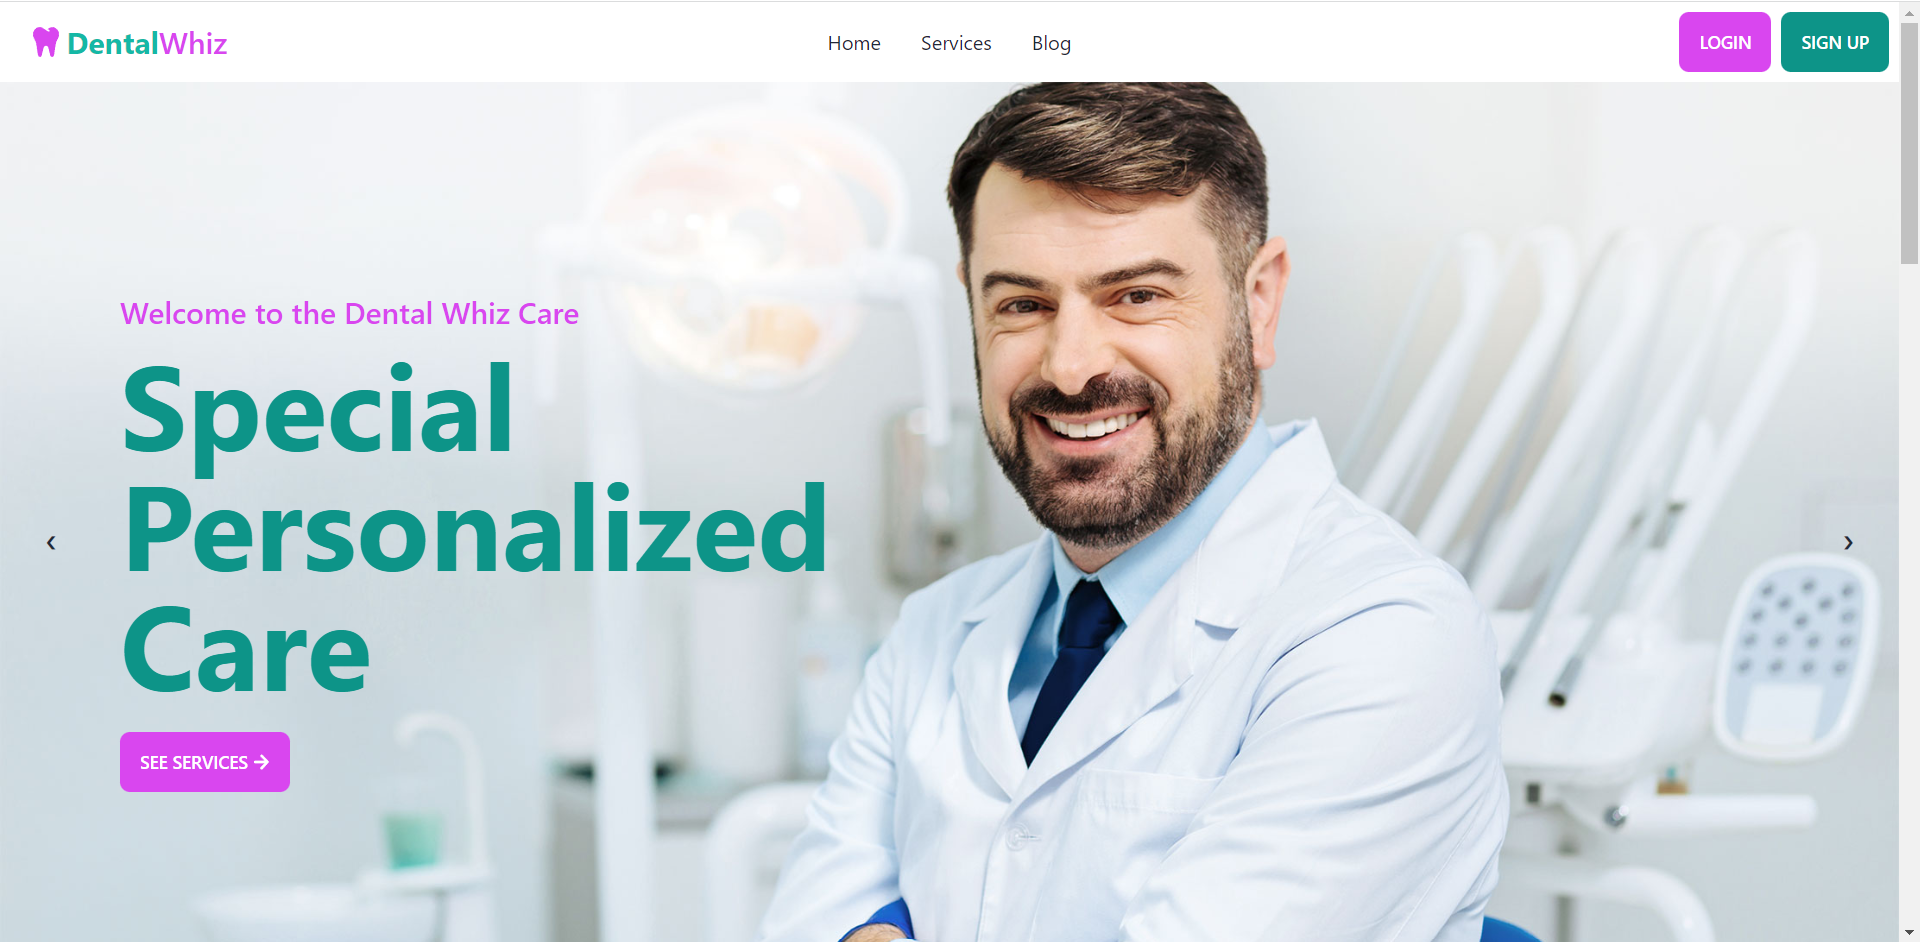 DentalWhiz
Home
Services
Blog
LOGIN
SIGN UP
Welcome to the Dental Whiz Care
Special
Personalized
Care
SEE SERVICES